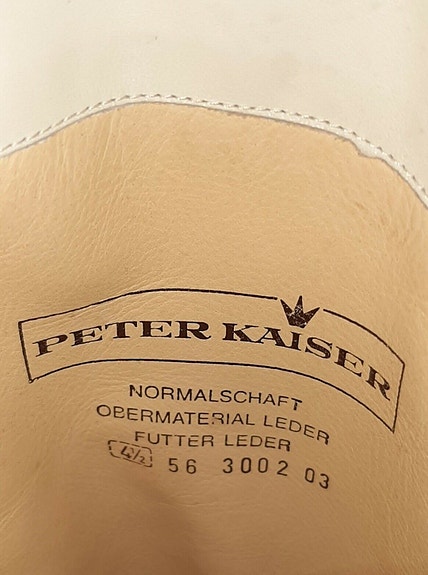 PETER KAISER
NORMALSCHAFT
OBERMATERIAL LEDER
FUTTER LEDER
4½ 56 3002 03